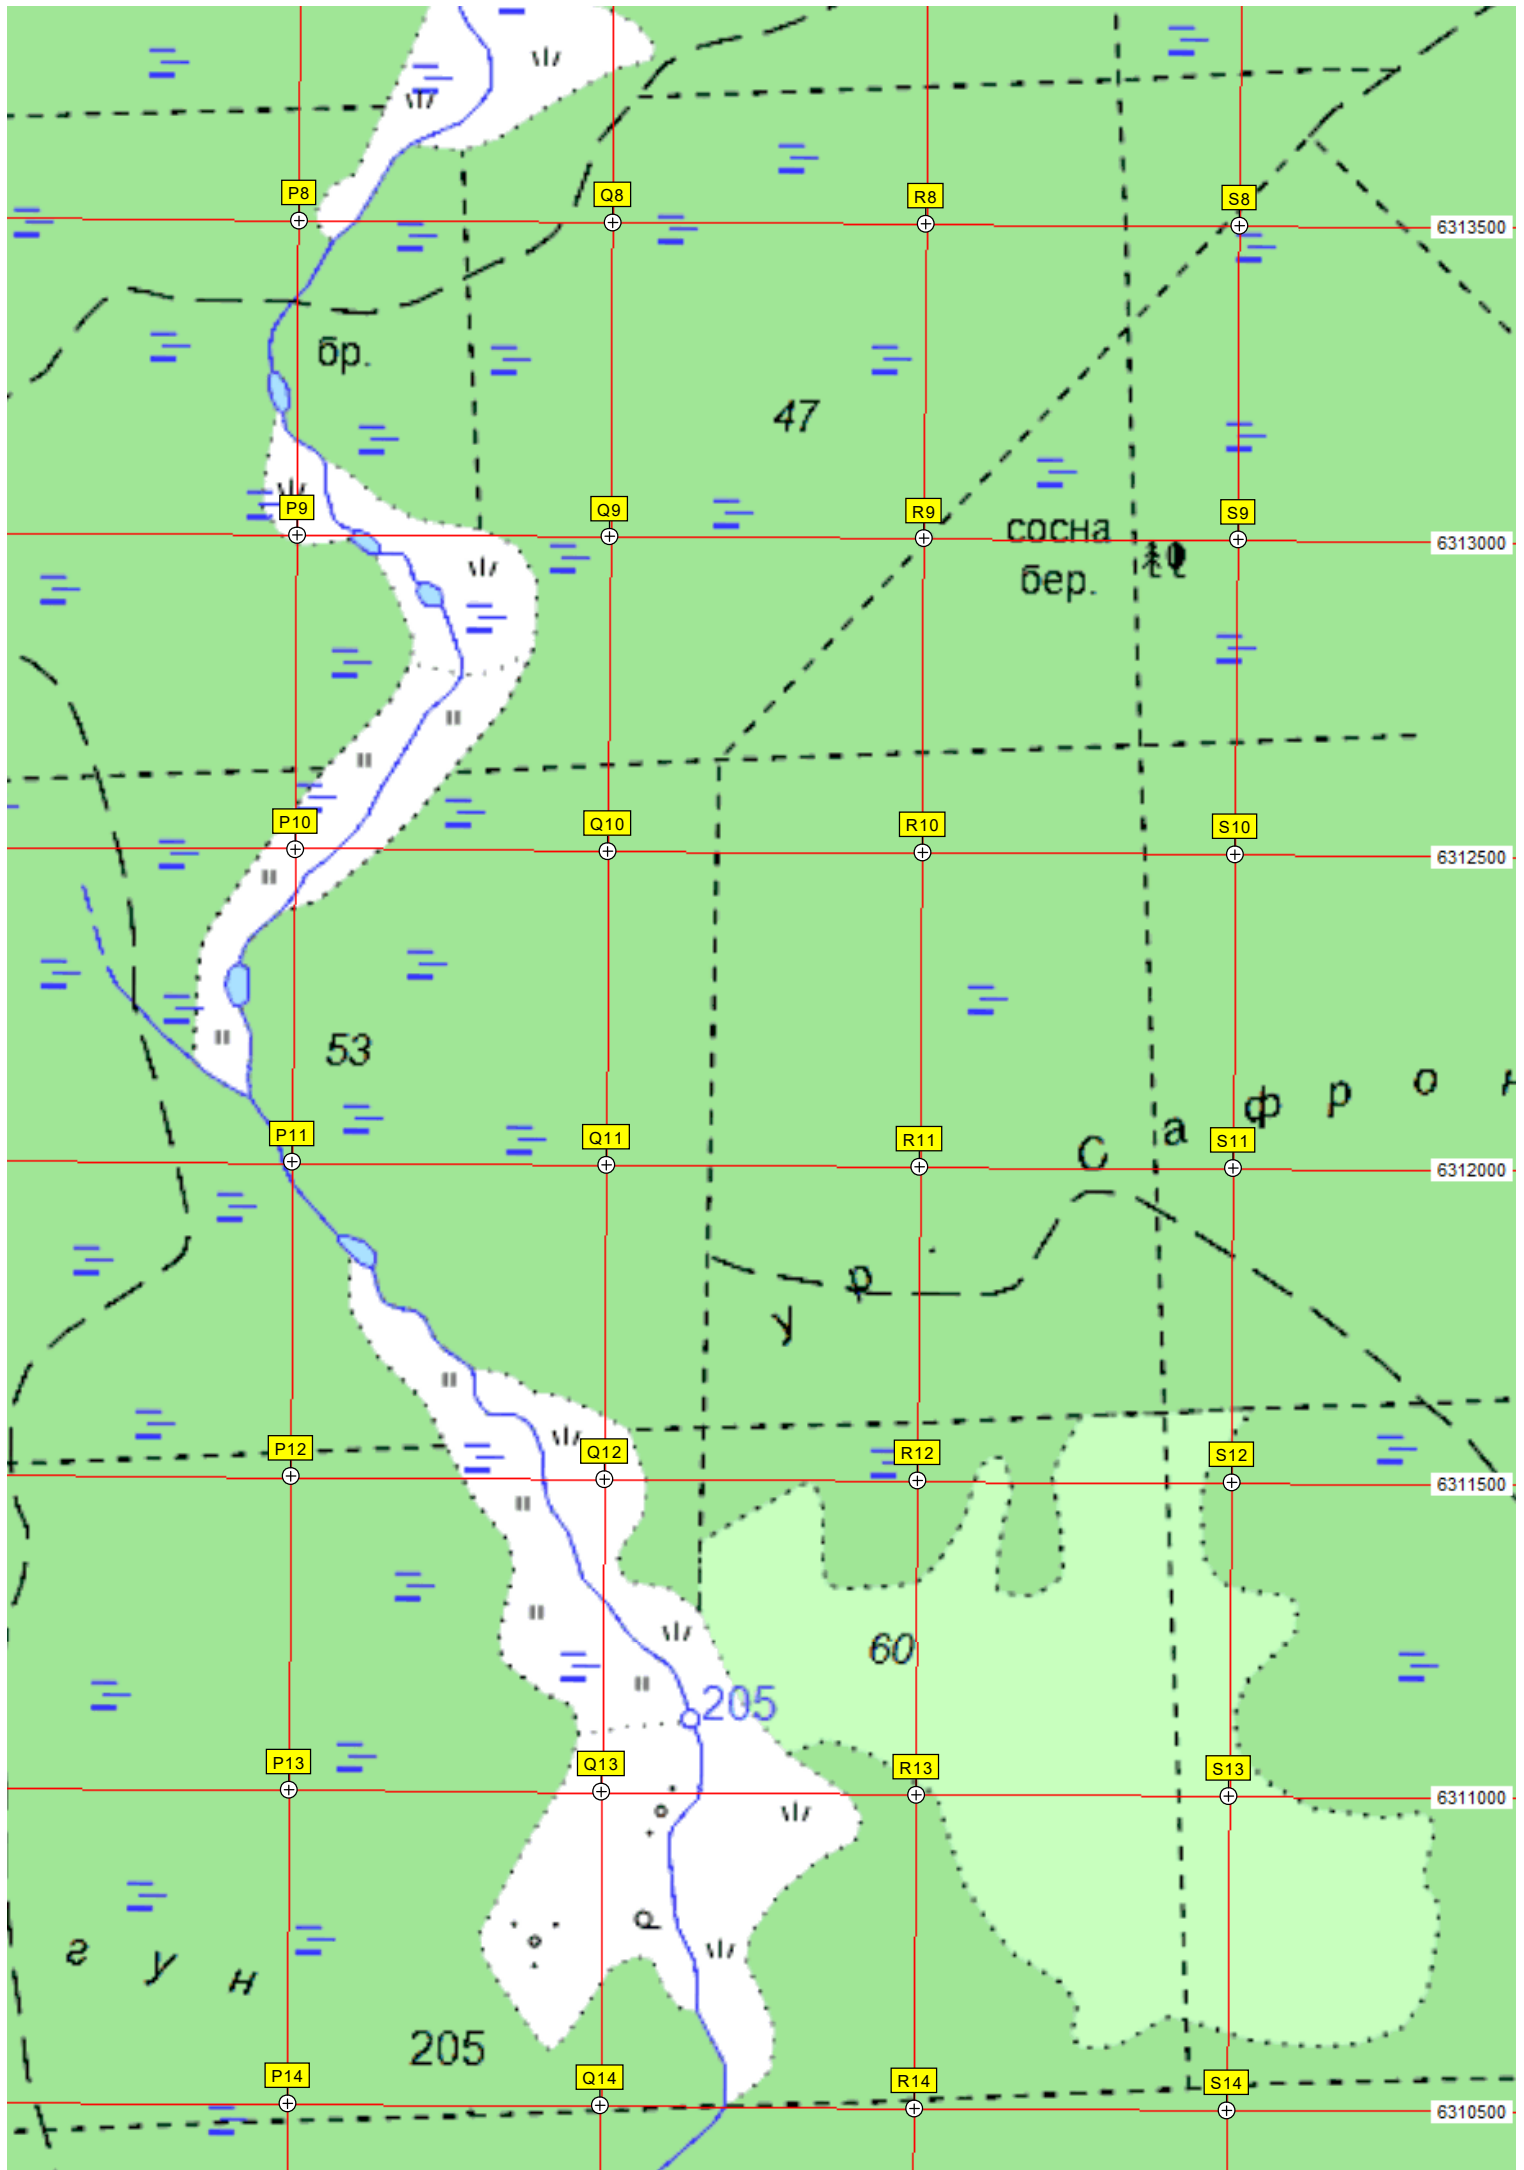 P8 Q8 R8 S8
6313500
бр.
47
P9 Q9 R9 S9
6313000
сосна
бер.
P10 Q10 R10 S10
6312500
53
С а ф р о н
P11 Q11 R11 S11
6312000
у р .
P12 Q12 R12 S12
6311500
60
205
P13 Q13 R13 S13
6311000
г у н
205
P14 Q14 R14 S14
6310500